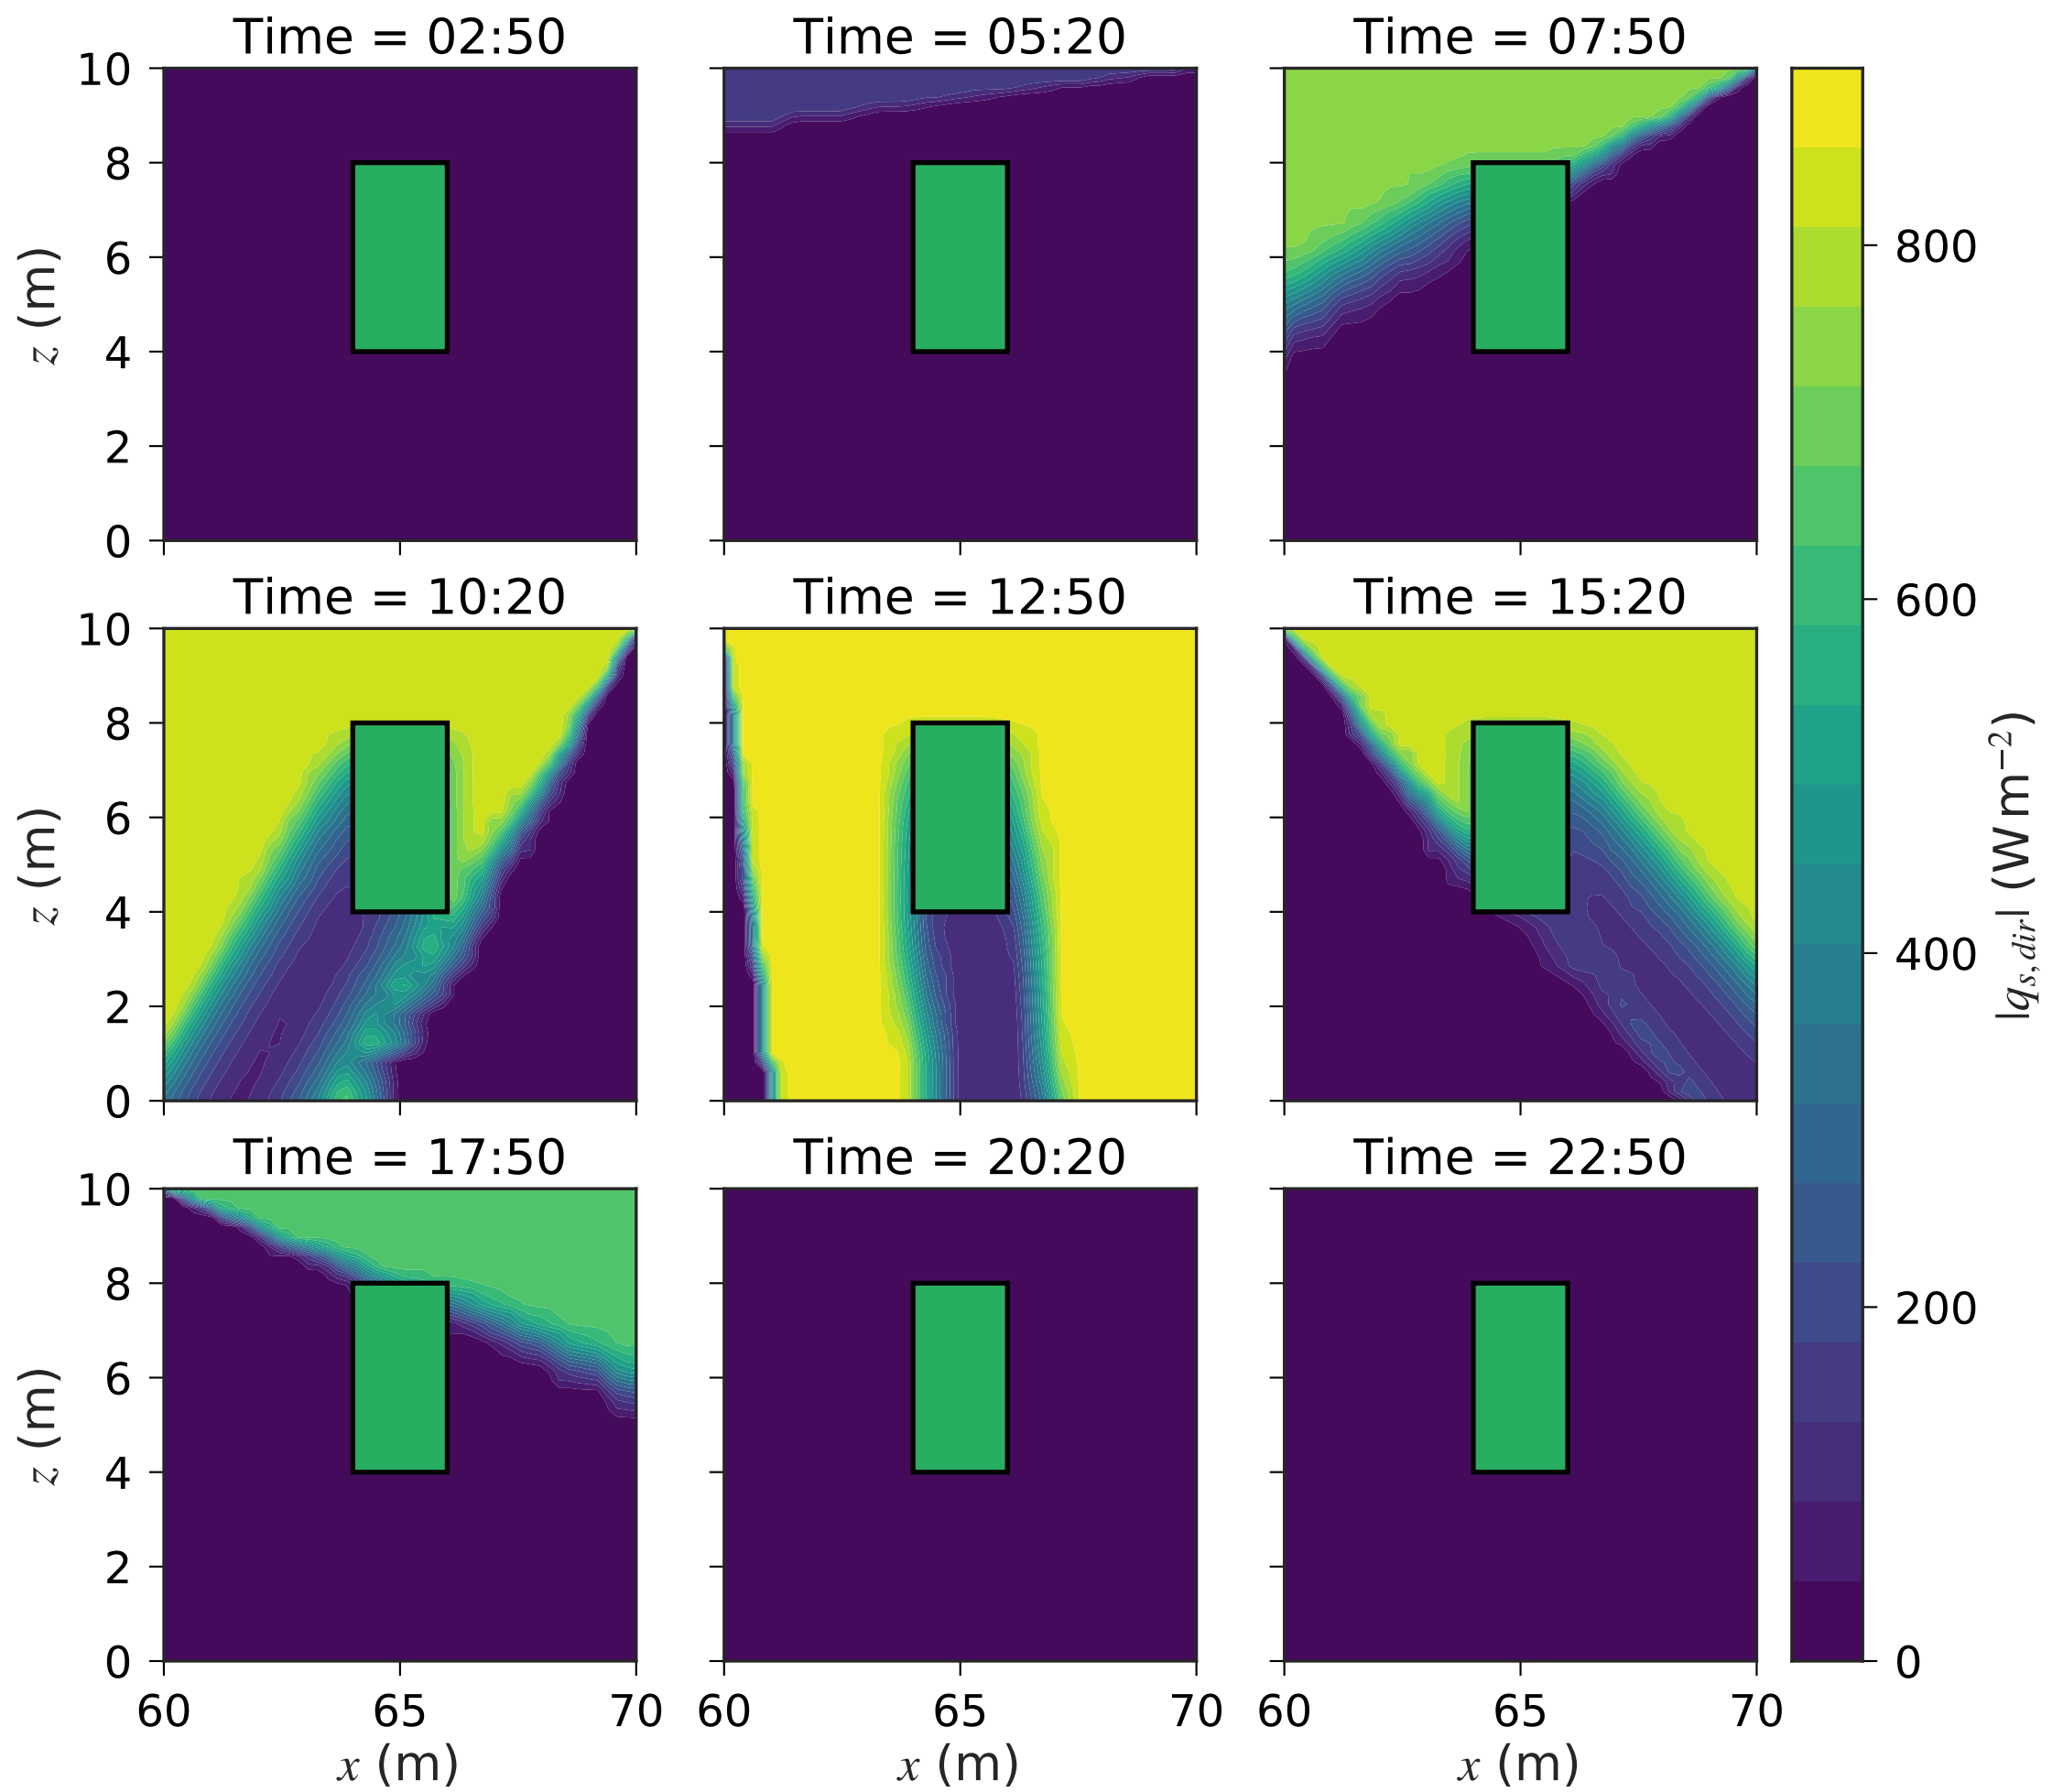 Time = 02:50 Time = 05:20 Time = 07:50
10
8
6
4
2
0
z (m)
800
600
400
200
0
|q_{s, dir}| (W m^{−2})
Time = 10:20 Time = 12:50 Time = 15:20
10
8
6
4
2
0
z (m)
Time = 17:50 Time = 20:20 Time = 22:50
10
8
6
4
2
0
z (m)
60 65 70 60 65 70 60 65 70
x (m) x (m) x (m)